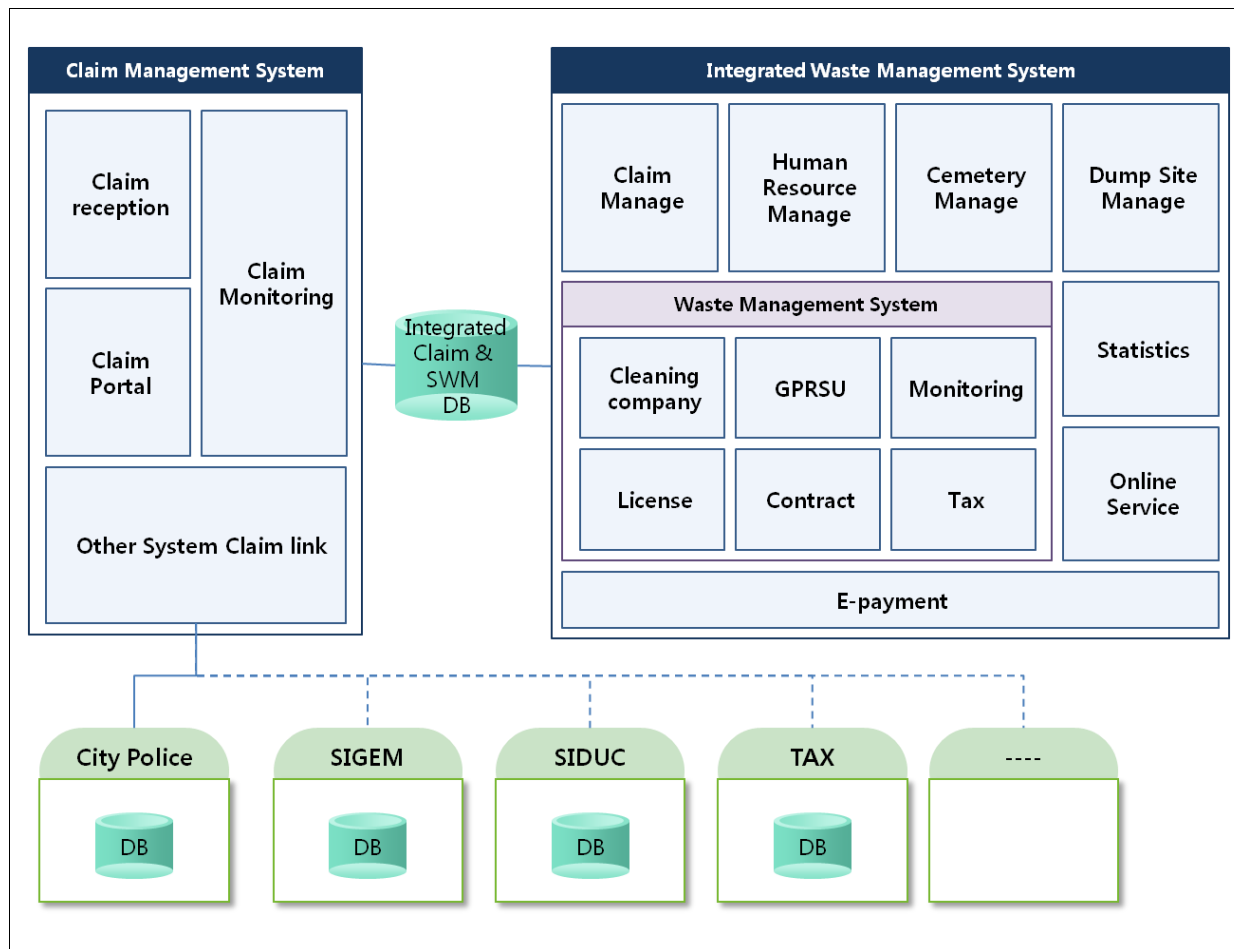 Claim Management System
Claim
reception
Claim
Monitoring
Claim
Portal
Other System Claim link
Integrated
Claim &
SWM
DB
Integrated Waste Management System
Claim
Manage
Human
Resource
Manage
Cemetery
Manage
Dump Site
Manage
Waste Management System
Cleaning
company
GPRSU
Monitoring
License
Contract
Tax
Statistics
Online
Service
E-payment
City Police
DB
SIGEM
DB
SIDUC
DB
TAX
DB
----